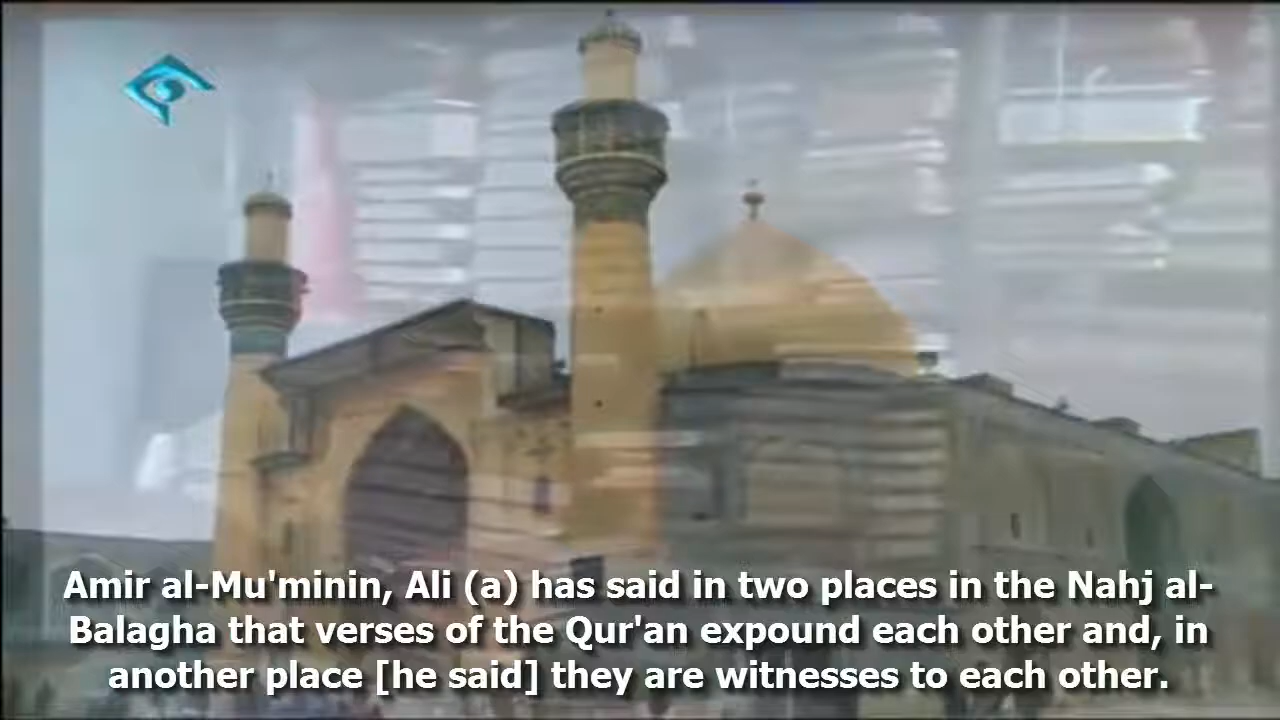 Amir al-Mu'minin, Ali (a) has said in two places in the Nahj al-
Balagha that verses of the Qur'an expound each other and, in
another place [he said] they are witnesses to each other.